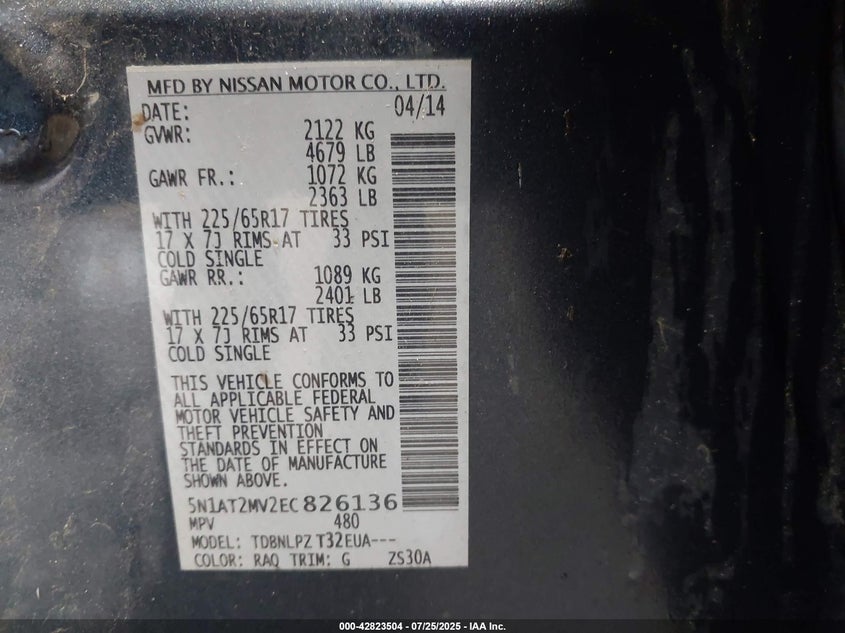 MFD BY NISSAN MOTOR CO., LTD.
DATE: 04/14
GVWR: 2122 KG
4679 LB
GAWR FR.: 1072 KG
2363 LB
WITH 225/65R17 TIRES
17 X 7J RIMS AT 33 PSI
COLD SINGLE
GAWR RR.: 1089 KG
2401 LB
WITH 225/65R17 TIRES
17 X 7J RIMS AT 33 PSI
COLD SINGLE
THIS VEHICLE CONFORMS TO
ALL APPLICABLE FEDERAL
MOTOR VEHICLE SAFETY AND
THEFT PREVENTION
STANDARDS IN EFFECT ON
THE DATE OF MANUFACTURE
SHOWN ABOVE.
5N1AT2MV2EC826136
MPV 480
MODEL: TDBNLPZ T32EUA---
COLOR: RAQ TRIM: G ZS30A
000-42823504 / 07/25/2025 - IAA Inc.